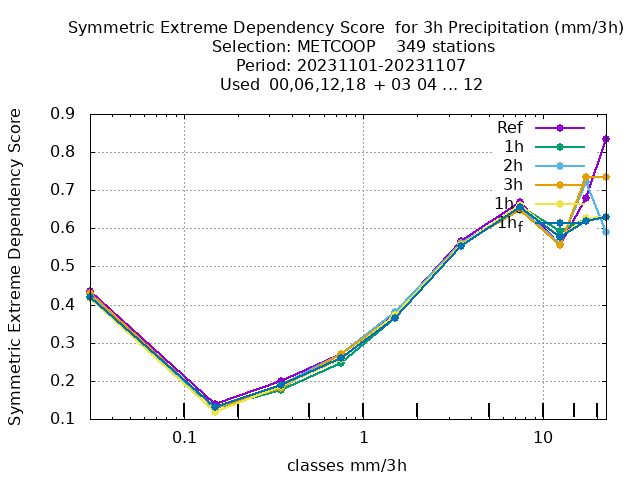 Symmetric Extreme Dependency Score for 3h Precipitation (mm/3h)
Selection: METCOOP 349 stations
Period: 20231101-20231107
Used 00,06,12,18 + 03 04 ... 12
Symmetric Extreme Dependency Score
0.9
0.8
0.7
0.6
0.5
0.4
0.3
0.2
0.1
Ref
1h
2h
3h
1h
1hf
0.1
1
10
classes mm/3h